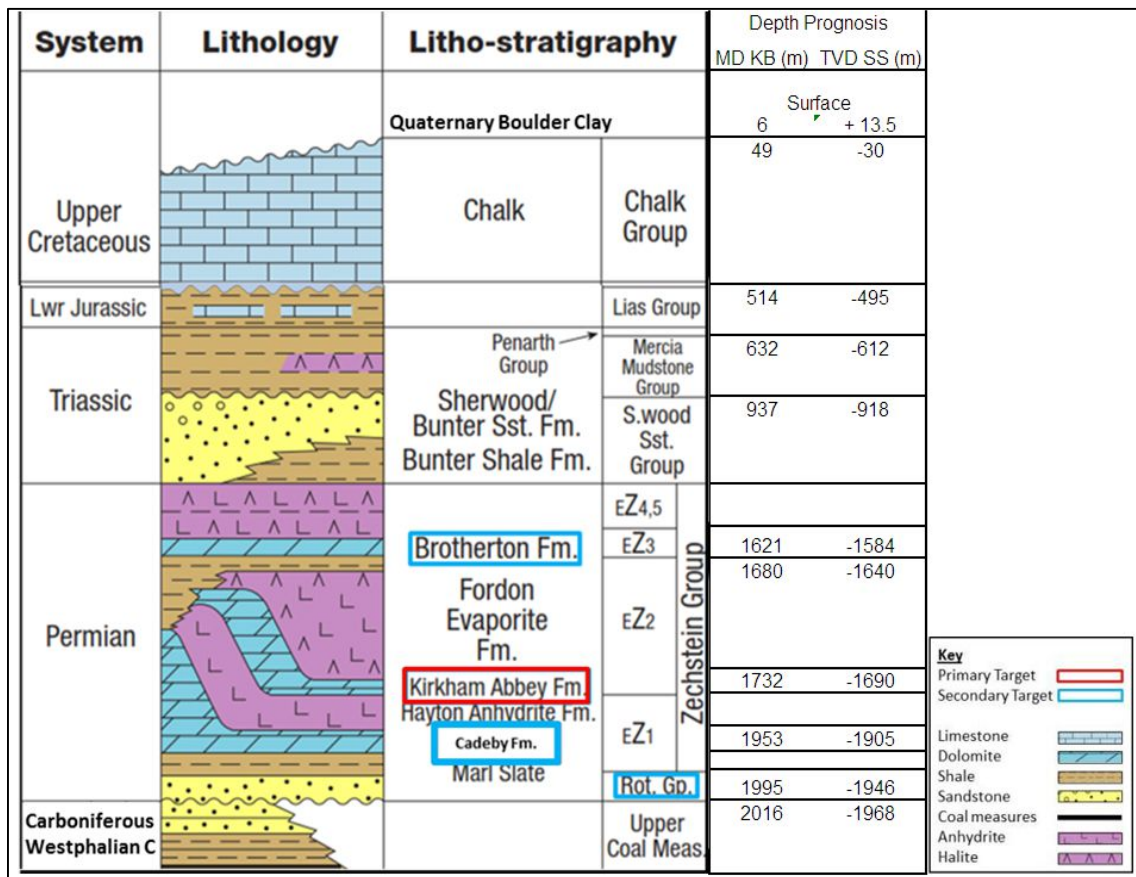 System
Lithology
Litho-stratigraphy
Depth Prognosis
MD KB (m) TVD SS (m)
Surface
Quaternary Boulder Clay
6 + 13.5
49 -30
Upper
Cretaceous
Chalk
Chalk
Group
Lwr Jurassic
Lias Group
514 -495
Triassic
Penarth
Group
Mercia
Mudstone
Group
632 -612
Sherwood/
Bunter Sst. Fm.
Bunter Shale Fm.
S.wood
Sst.
Group
937 -918
Permian
EZ4,5
Brotherton Fm.
EZ3
1621 -1584
1680 -1640
Fordon
Evaporite
Fm.
EZ2
Zechstein Group
Kirkham Abbey Fm.
1732 -1690
Hayton Anhydrite Fm.
Cadeby Fm.
EZ1
1953 -1905
Marl Slate
Rot. Gp.
1995 -1946
Carboniferous
Westphalian C
Upper
Coal Meas.
2016 -1968
Key
Primary Target
Secondary Target
Limestone
Dolomite
Shale
Sandstone
Coal measures
Anhydrite
Halite